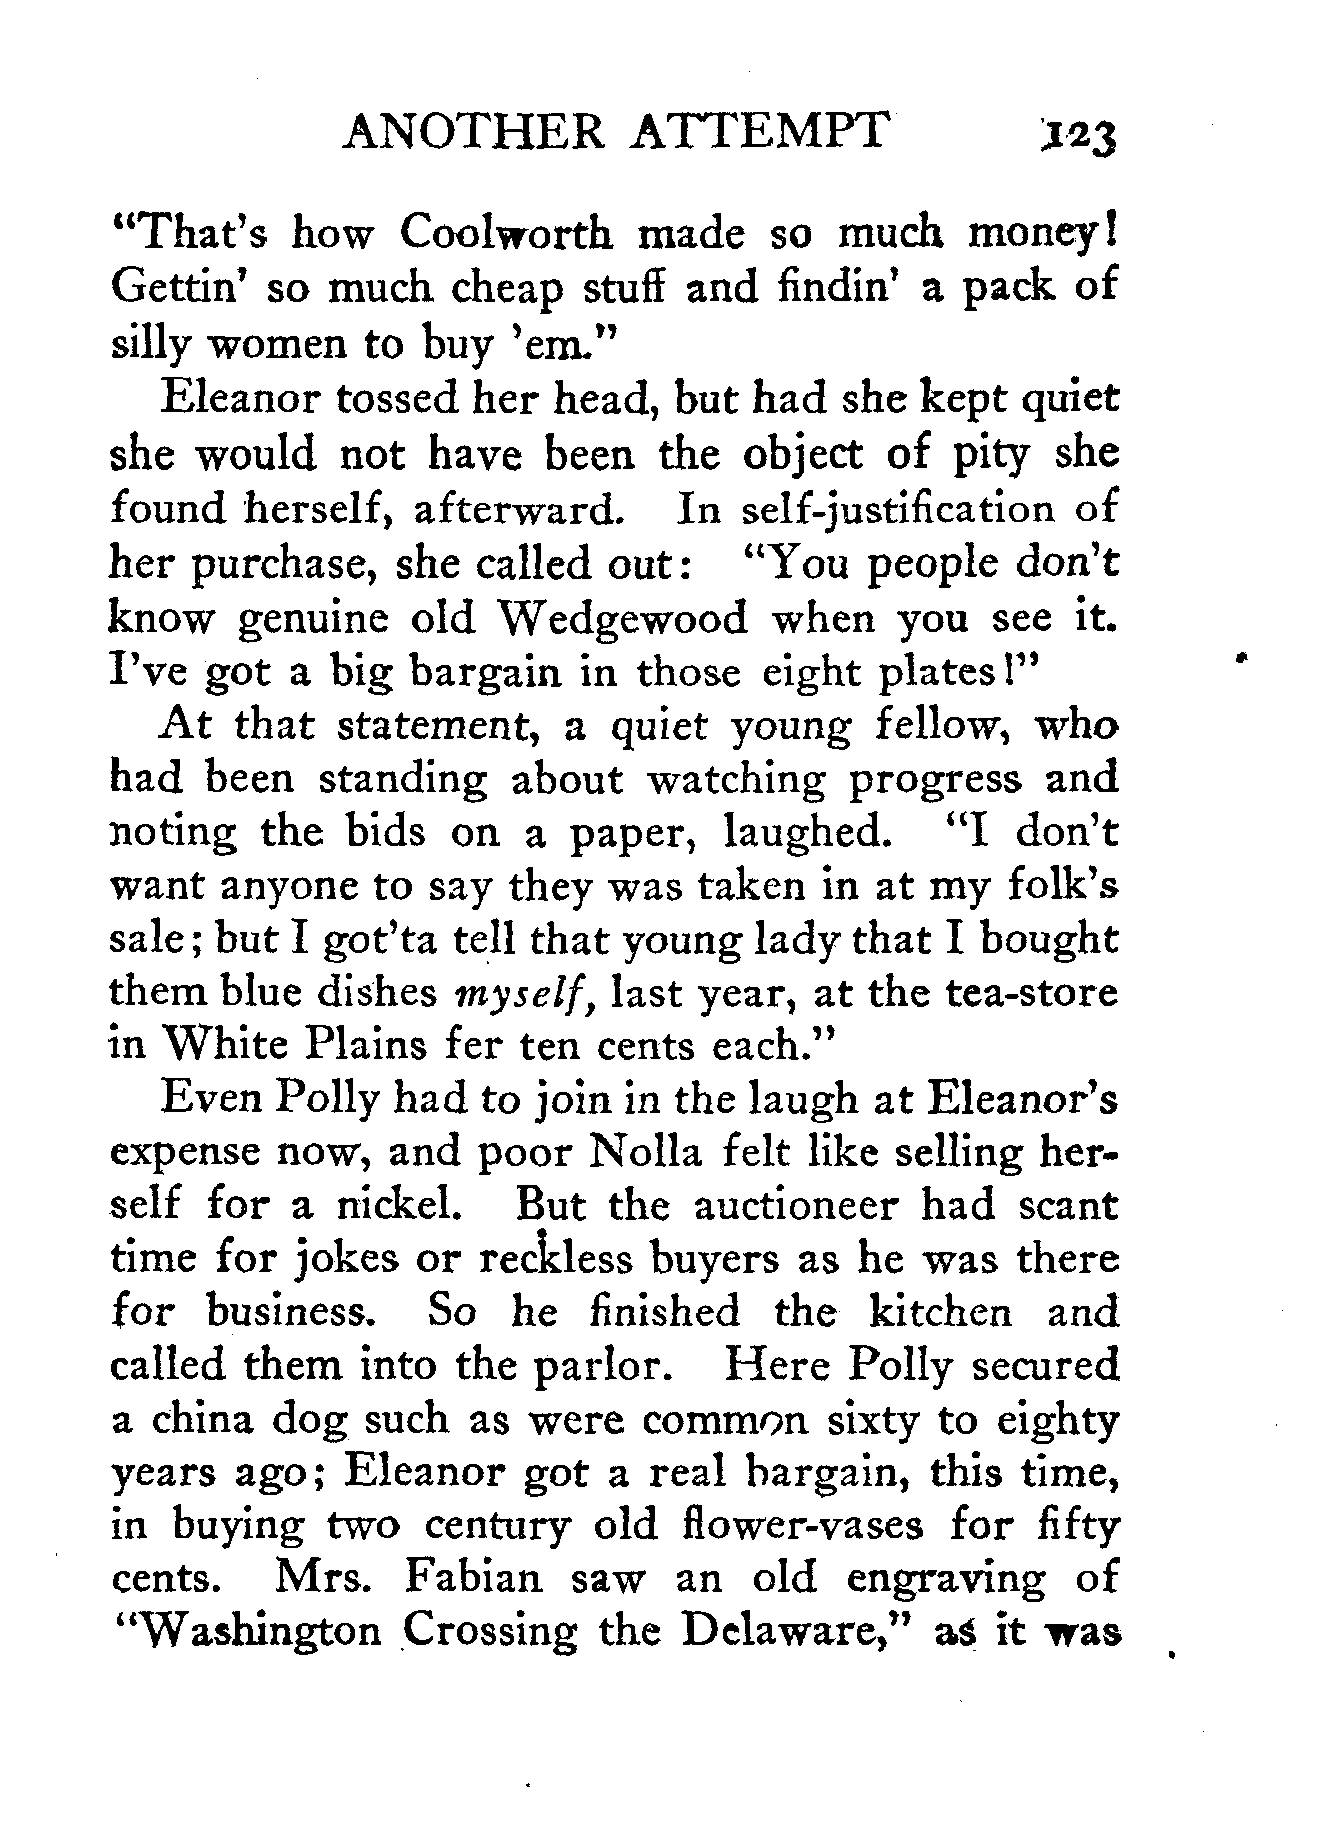 ANOTHER ATTEMPT 123
“That’s how Coolworth made so much money!
Gettin’ so much cheap stuff and findin’ a pack of
silly women to buy ’em.”
Eleanor tossed her head, but had she kept quiet
she would not have been the object of pity she
found herself, afterward. In self-justification of
her purchase, she called out: “You people don’t
know genuine old Wedgewood when you see it.
I’ve got a big bargain in those eight plates!”
At that statement, a quiet young fellow, who
had been standing about watching progress and
noting the bids on a paper, laughed. “I don’t
want anyone to say they was taken in at my folk’s
sale; but I got’ta tell that young lady that I bought
them blue dishes myself, last year, at the tea-store
in White Plains fer ten cents each.”
Even Polly had to join in the laugh at Eleanor’s
expense now, and poor Nolla felt like selling her-
self for a nickel. But the auctioneer had scant
time for jokes or reckless buyers as he was there
for business. So he finished the kitchen and
called them into the parlor. Here Polly secured
a china dog such as were common sixty to eighty
years ago; Eleanor got a real bargain, this time,
in buying two century old flower-vases for fifty
cents. Mrs. Fabian saw an old engraving of
“Washington Crossing the Delaware,” as it was